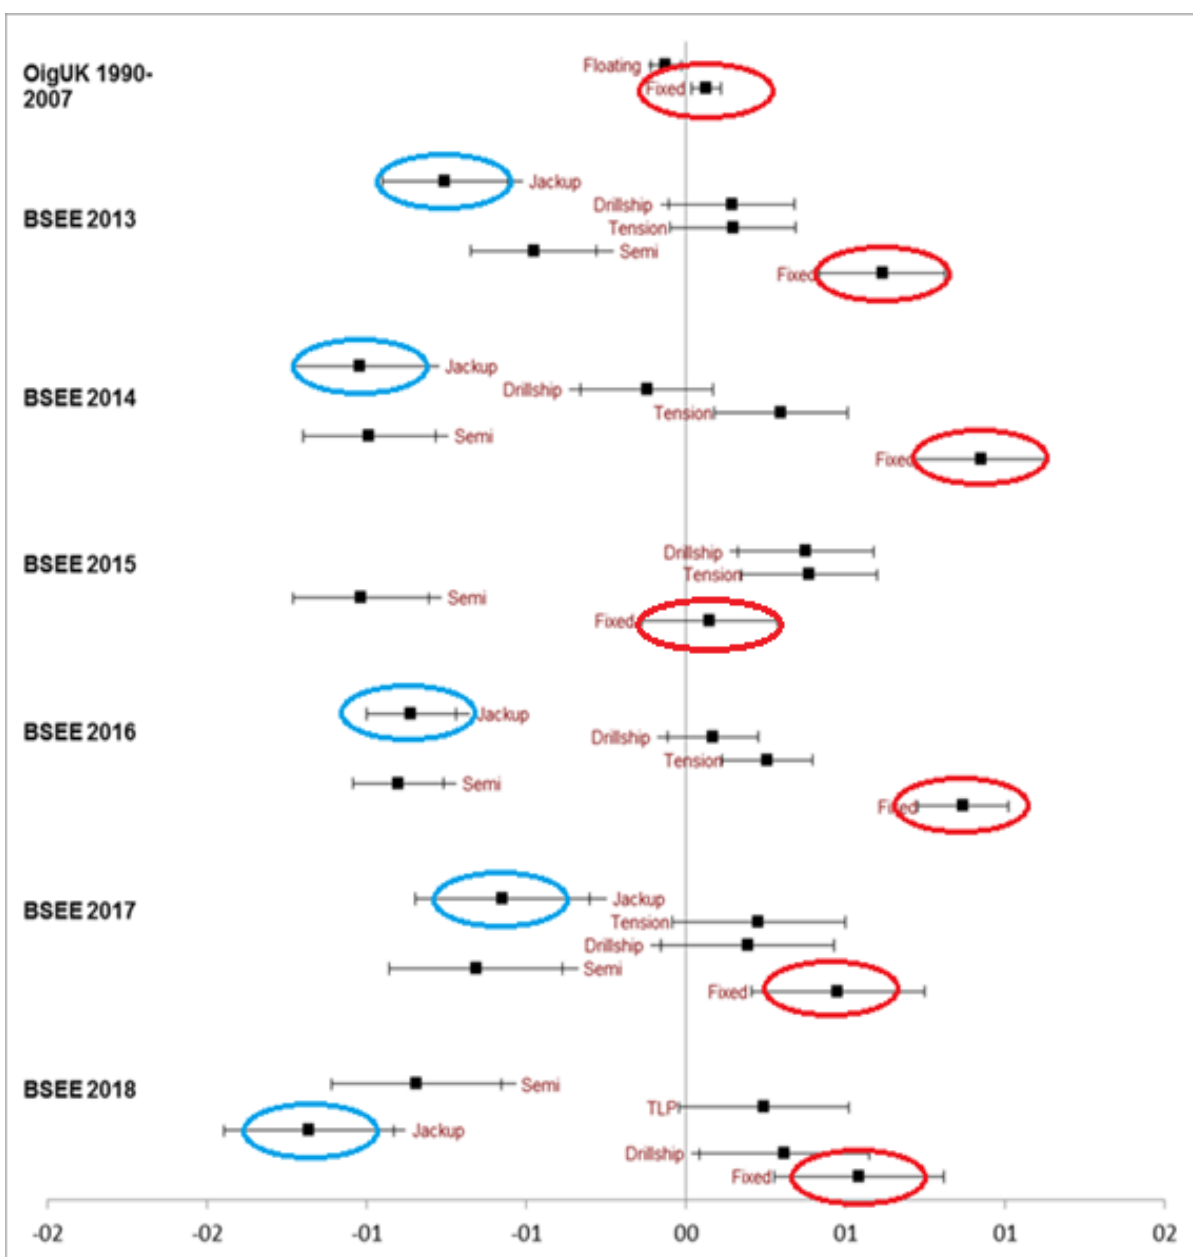 Floating
OigUK 1990-
2007
Fixed
Jackup
BSEE 2013
Drillship
Tension
Semi
Fixed
Jackup
BSEE 2014
Drillship
Tension
Semi
Fixed
BSEE 2015
Drillship
Tension
Semi
Fixed
Jackup
BSEE 2016
Drillship
Tension
Semi
Fixed
Jackup
BSEE 2017
Tension
Drillship
Semi
Fixed
BSEE 2018
Semi
TLP
Jackup
Drillship
Fixed
-02 -02 -01 -01 00 01 01 02